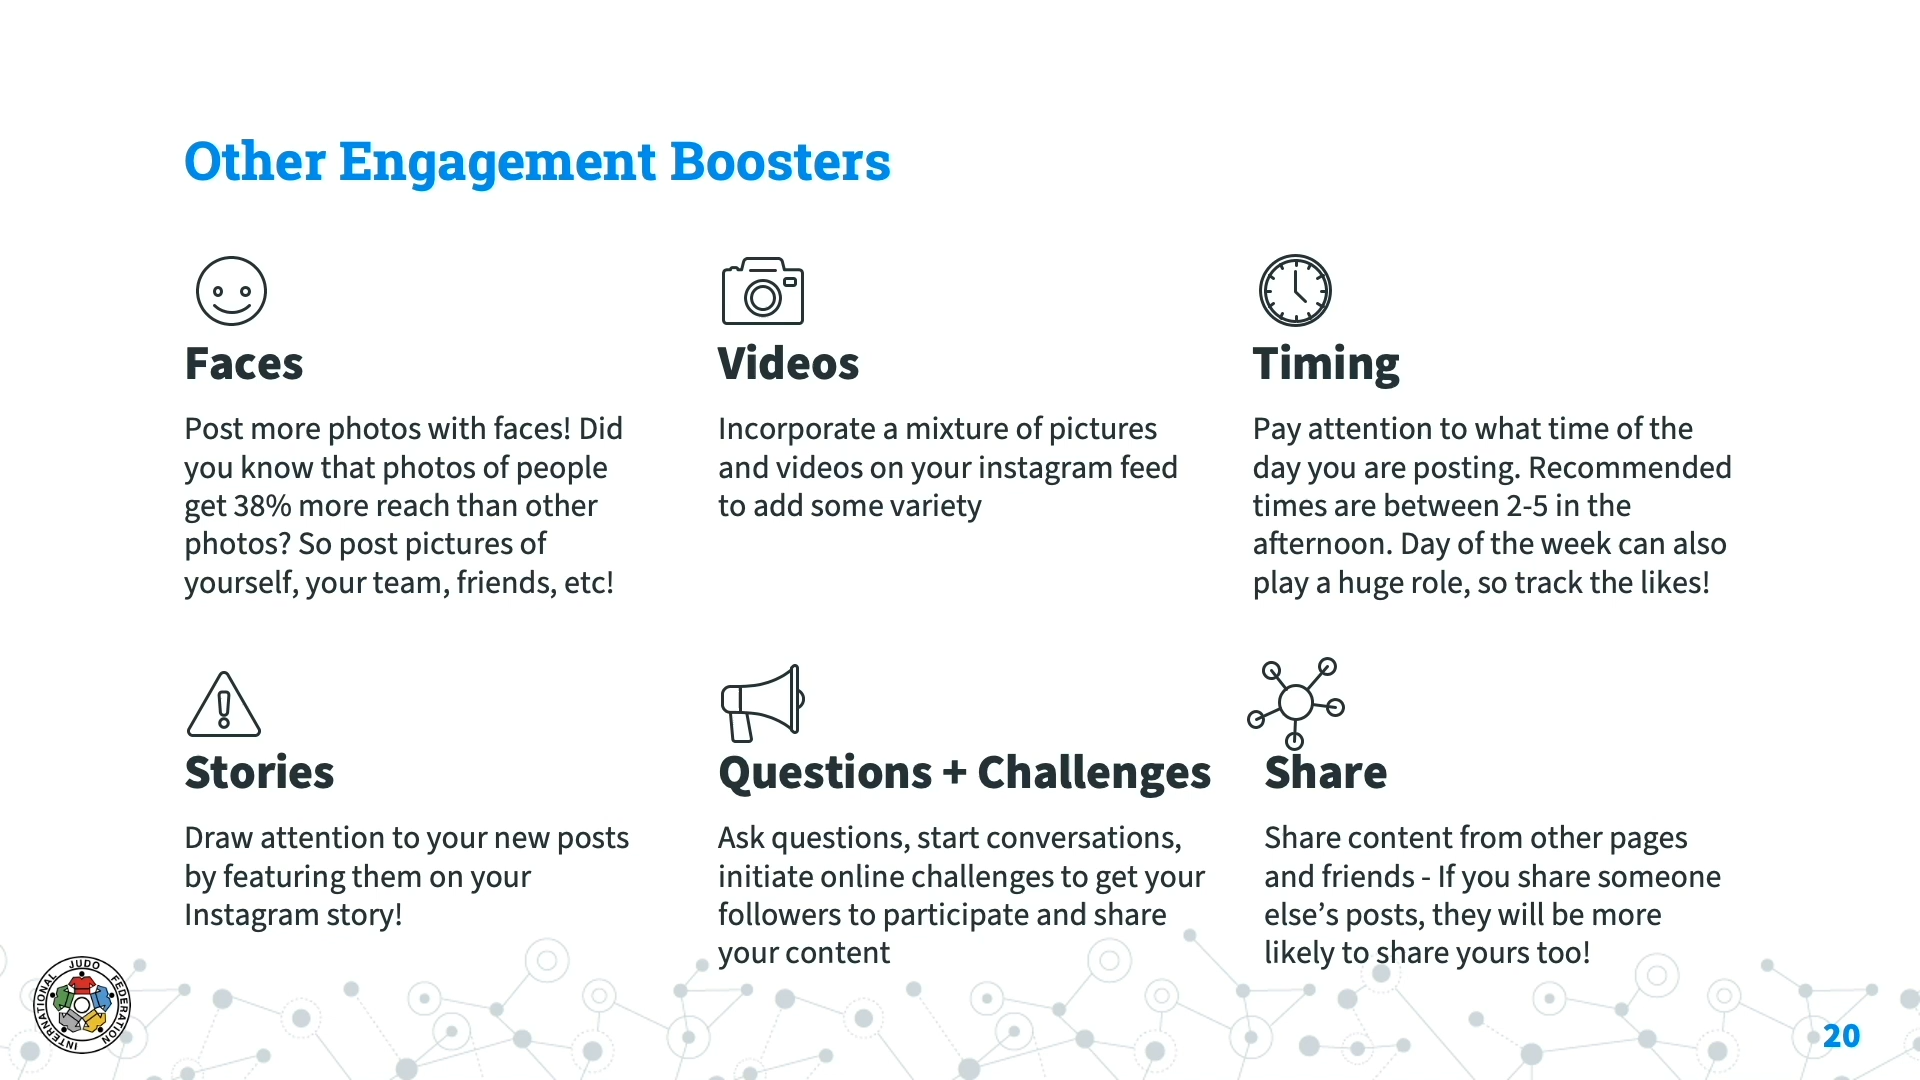 Other Engagement Boosters
Faces
Post more photos with faces! Did
you know that photos of people
get 38% more reach than other
photos? So post pictures of
yourself, your team, friends, etc!
Videos
Incorporate a mixture of pictures
and videos on your instagram feed
to add some variety
Timing
Pay attention to what time of the
day you are posting. Recommended
times are between 2-5 in the
afternoon. Day of the week can also
play a huge role, so track the likes!
Stories
Draw attention to your new posts
by featuring them on your
Instagram story!
Questions + Challenges
Ask questions, start conversations,
initiate online challenges to get your
followers to participate and share
your content
Share
Share content from other pages
and friends - If you share someone
else’s posts, they will be more
likely to share yours too!
INTERNATIONAL JUDO FEDERATION
20